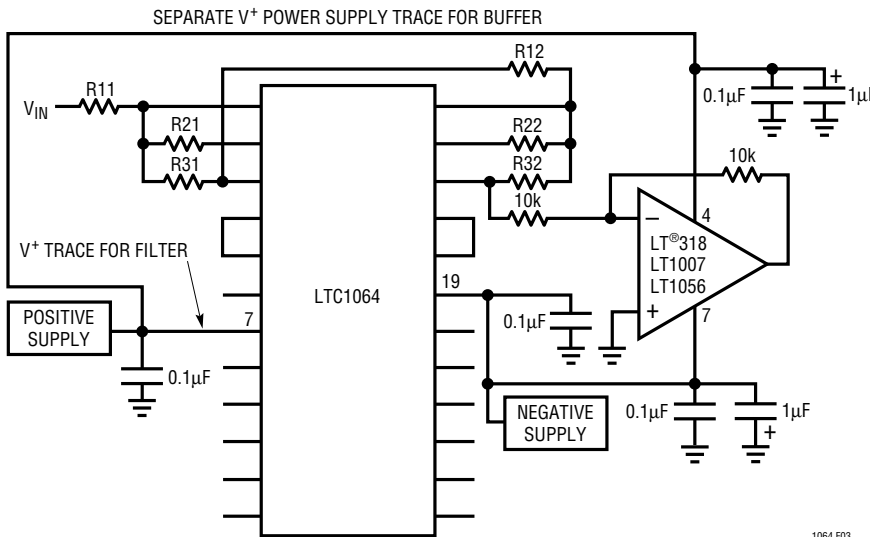 SEPARATE V+ POWER SUPPLY TRACE FOR BUFFER
R12
R11
VIN
0.1µF
1µF
+
R21
R22
R31
R32
10k
10k
V+ TRACE FOR FILTER
−
4
LT®318
LT1007
LT1056
+
7
LTC1064
19
POSITIVE
SUPPLY
7
0.1µF
0.1µF
NEGATIVE
SUPPLY
0.1µF
1µF
+
1064 F03